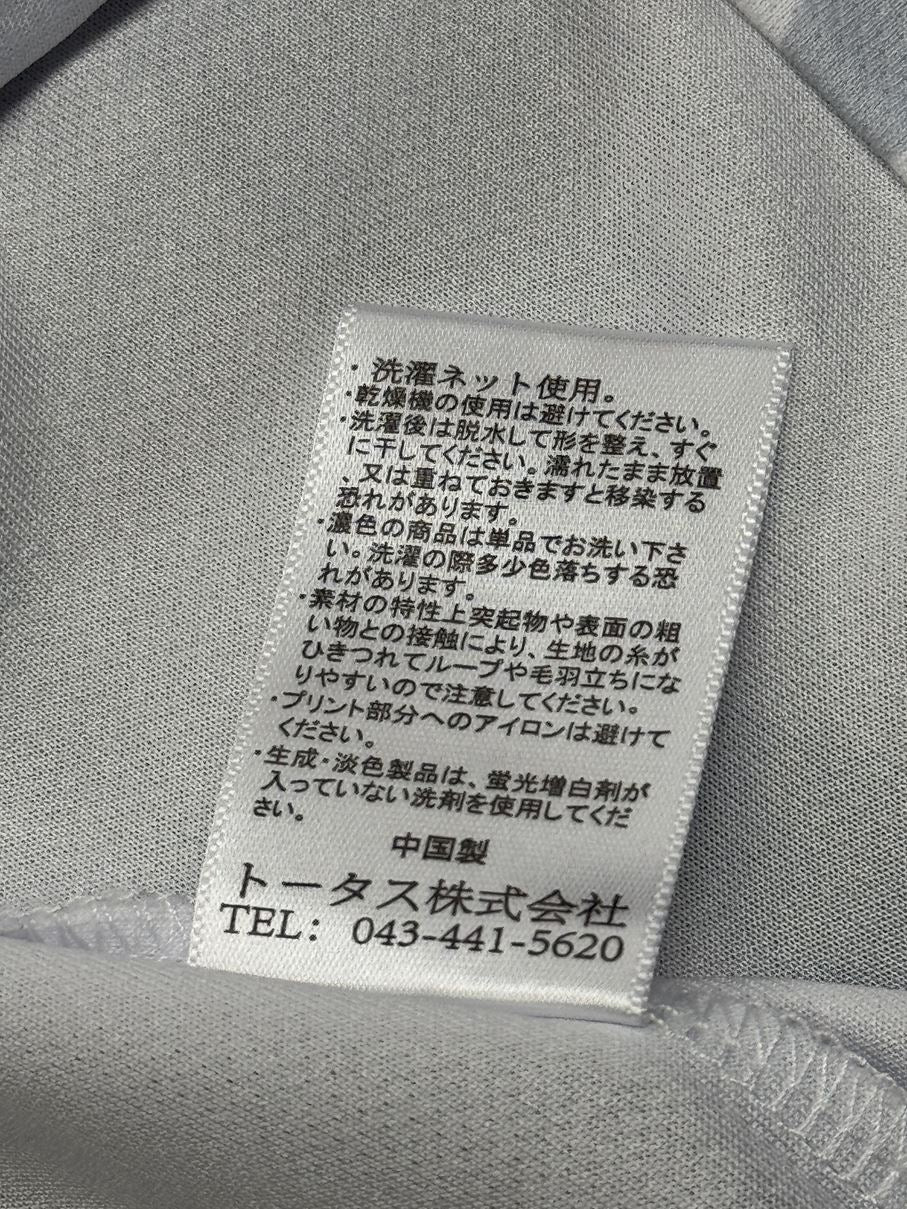 ・洗濯ネット使用。
・乾燥機の使用は避けてください。
・洗濯後は脱水して形を整え、すぐ
に干してください。濡れたまま放置
、又は重ねておきますと移染する
恐れがあります。
・濃色の商品は単品でお洗い下さ
い。洗濯の際多少色落ちする恐
れがあります。
・素材の特性上突起物や表面の粗
い物との接触により、生地の糸が
ひきつれてループや毛羽立ちにな
りやすいので注意してください。
・プリント部分へのアイロンは避けて
ください。
・生成・淡色製品は、蛍光増白剤が
入っていない洗剤を使用してくだ
さい。
中国製
トータス株式会社
TEL: 043-441-5620